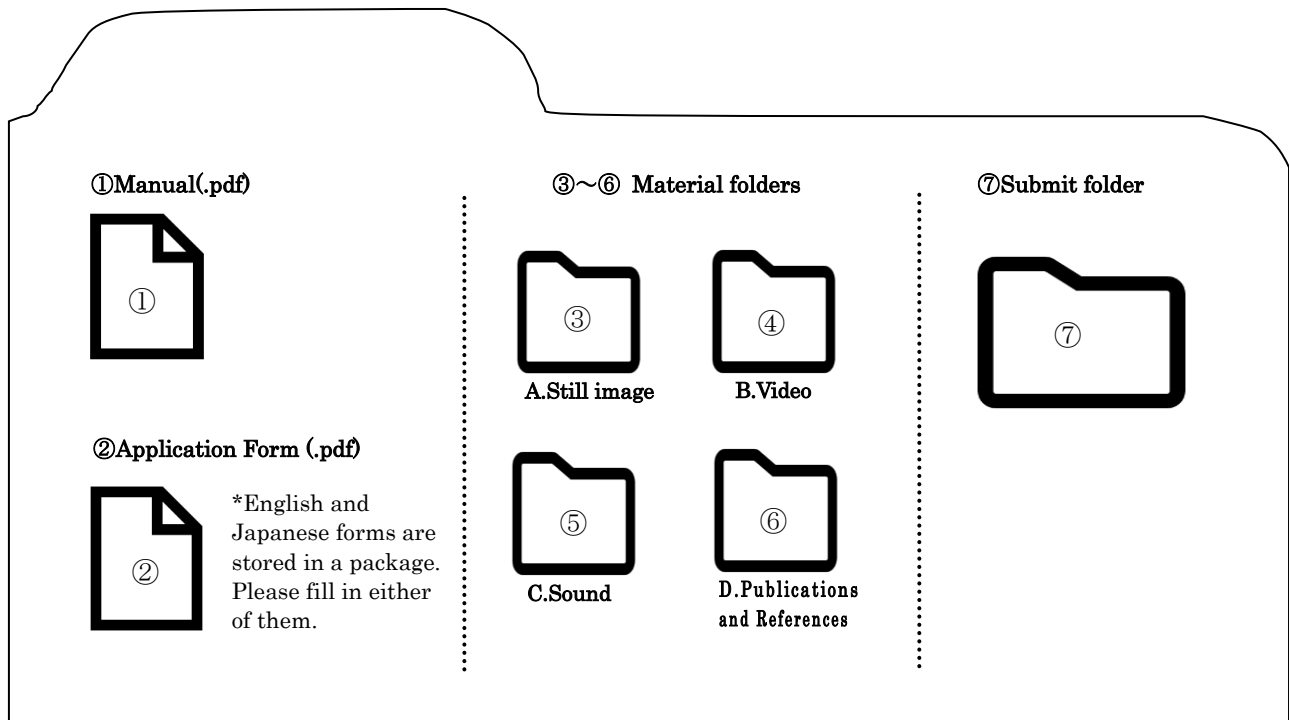 ①Manual(.pdf)
①
②Application Form (.pdf)
②
*English and
Japanese forms are
stored in a package.
Please fill in either
of them.
③～⑥ Material folders
③
A.Still image
④
B.Video
⑤
C.Sound
⑥
D.Publications
and References
⑦Submit folder
⑦